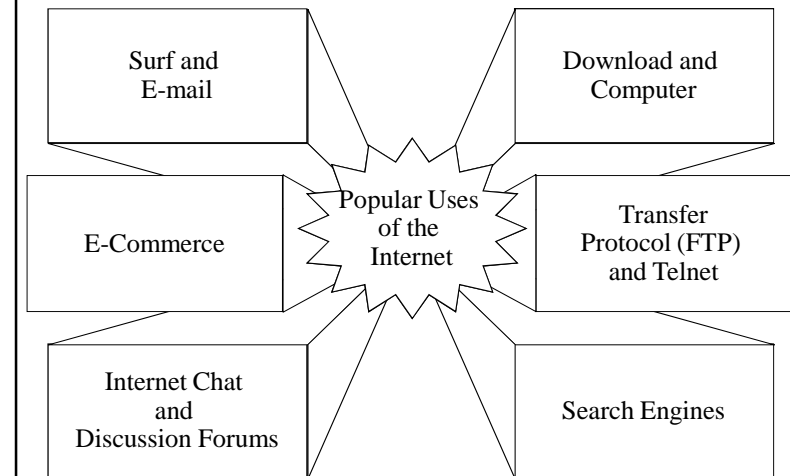 Surf and
E-mail
Download and
Computer
Popular Uses
of the
Internet
E-Commerce
Transfer
Protocol (FTP)
and Telnet
Internet Chat
and
Discussion Forums
Search Engines